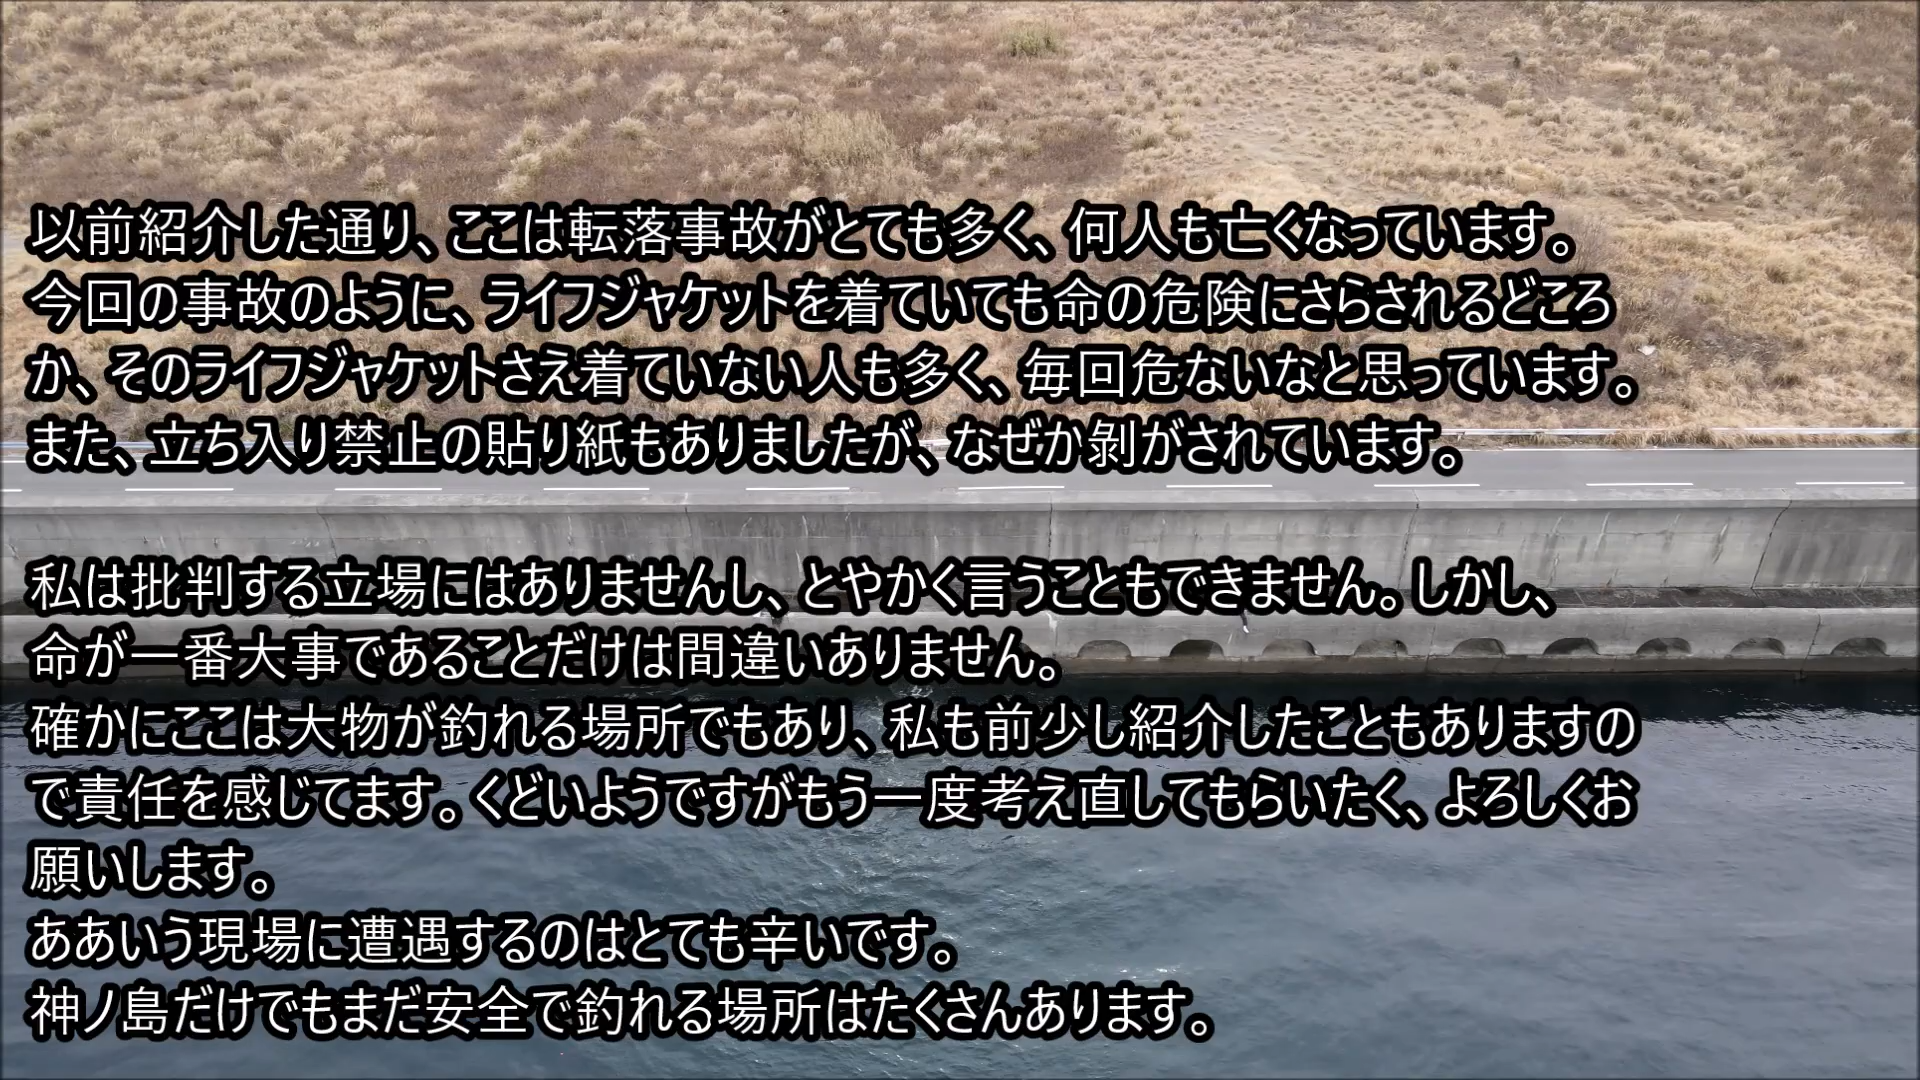 以前紹介した通り、ここは転落事故がとても多く、何人も亡くなっています。
今回の事故のように、ライフジャケットを着ていても命の危険にさらされるどころ
か、そのライフジャケットさえ着ていない人も多く、毎回危ないなと思っています。
また、立ち入り禁止の貼り紙もありましたが、なぜか剝がされています。
私は批判する立場にはありませんし、とやかく言うこともできません。しかし、
命が一番大事であることだけは間違いありません。
確かにここは大物が釣れる場所でもあり、私も前少し紹介したこともありますの
で責任を感じてます。くどいようですがもう一度考え直してもらいたく、よろしくお
願いします。
ああいう現場に遭遇するのはとても辛いです。
神ノ島だけでもまだ安全で釣れる場所はたくさんあります。